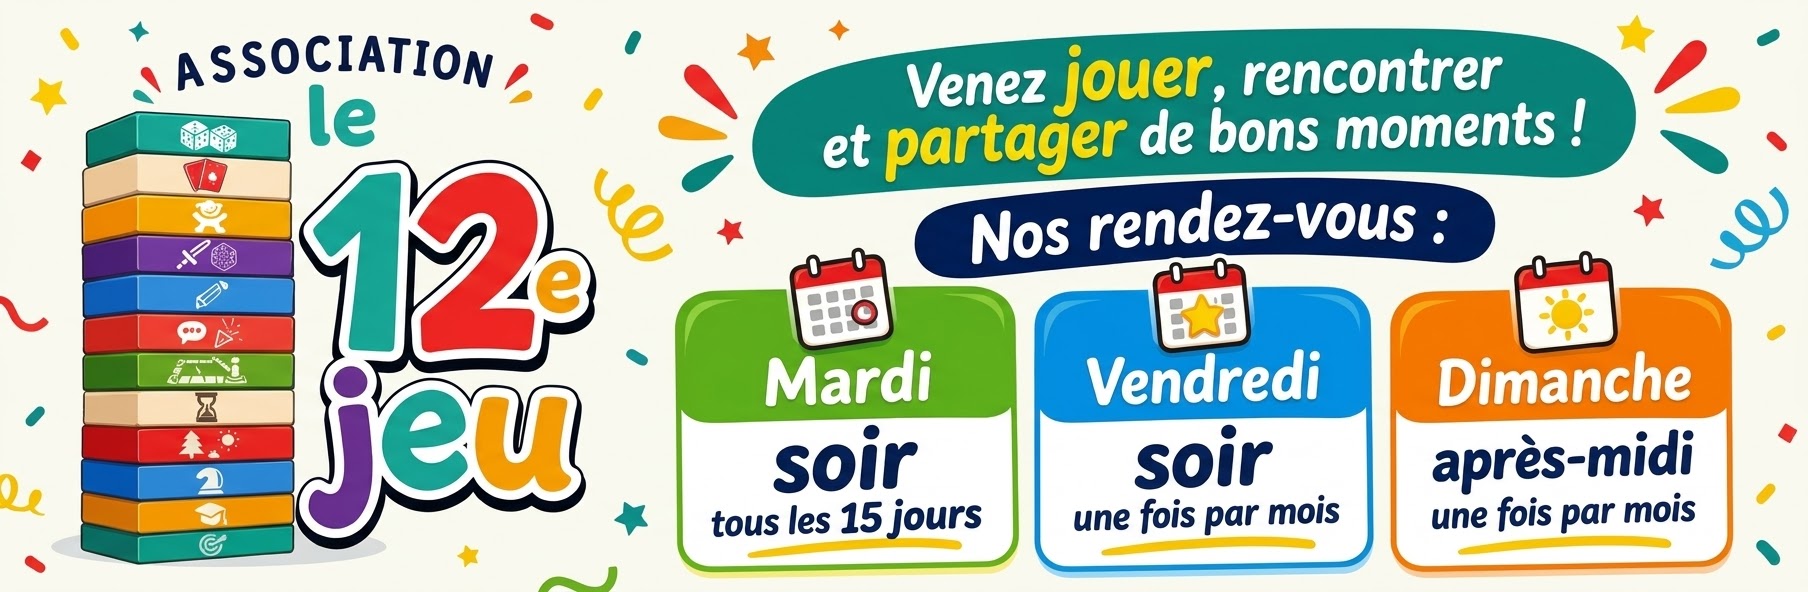 ASSOCIATION
le
12e
jeu
Venez jouer, rencontrer
et partager de bons moments !
Nos rendez-vous :
Mardi
soir
tous les 15 jours
Vendredi
soir
une fois par mois
Dimanche
après-midi
une fois par mois